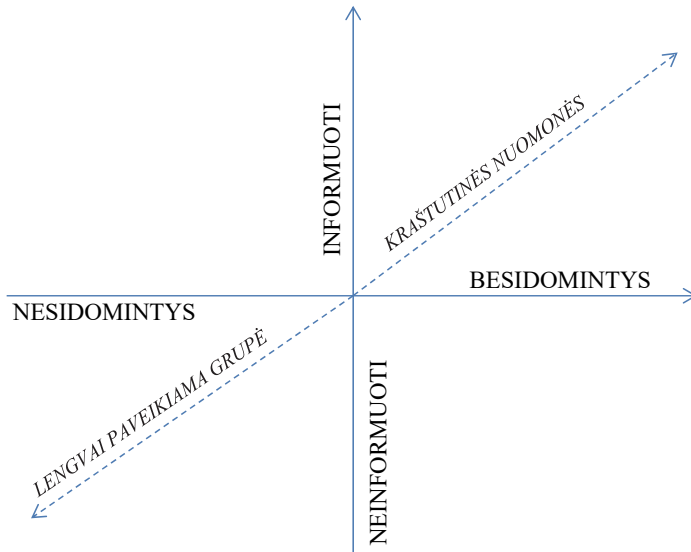 INFORMUOTI
KRAŠTUTINĖS NUOMONĖS
BESIDOMINTYS
NESIDOMINTYS
LENGVAI PAVEIKIAMA GRUPĖ
NEINFORMUOTI